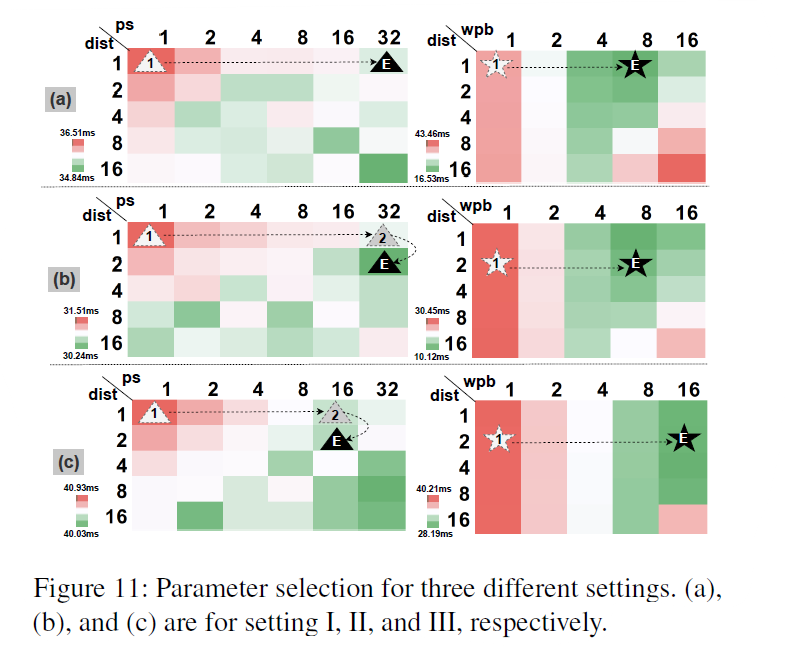 ps
dist 1 2 4 8 16 32
1 1 E
2
4
8
16
(a)
36.51ms
34.84ms
wpb
dist 1 2 4 8 16
1 1 E
2
4
8
16
43.46ms
16.53ms
ps
dist 1 2 4 8 16 32
1 1 2
2 E
4
8
16
(b)
31.51ms
30.24ms
wpb
dist 1 2 4 8 16
1
2 1 E
4
8
16
30.45ms
10.12ms
ps
dist 1 2 4 8 16 32
1 1 2
2 E
4
8
16
(c)
40.93ms
40.03ms
wpb
dist 1 2 4 8 16
1
2 1 E
4
8
16
40.21ms
28.19ms
Figure 11: Parameter selection for three different settings. (a),
(b), and (c) are for setting I, II, and III, respectively.